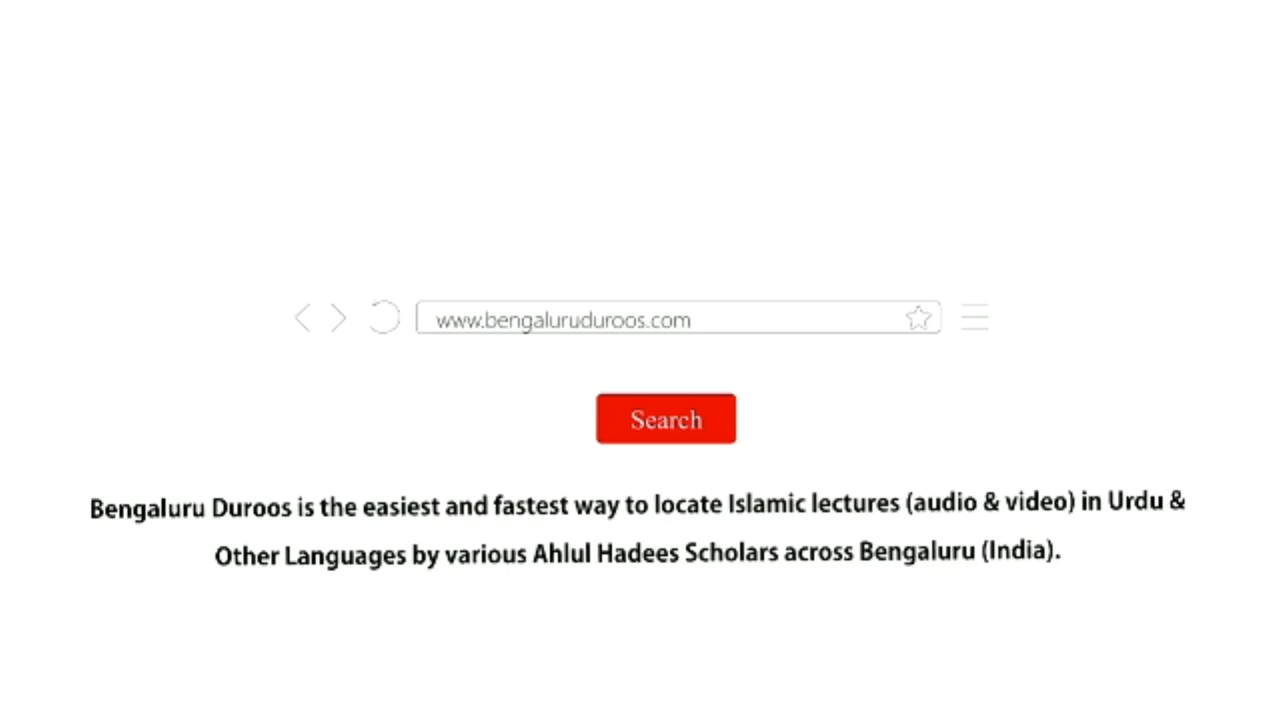 www.bengaluruduroos.com
Search
Bengaluru Duroos is the easiest and fastest way to locate Islamic lectures (audio & video) in Urdu &
Other Languages by various Ahlul Hadees Scholars across Bengaluru (India).